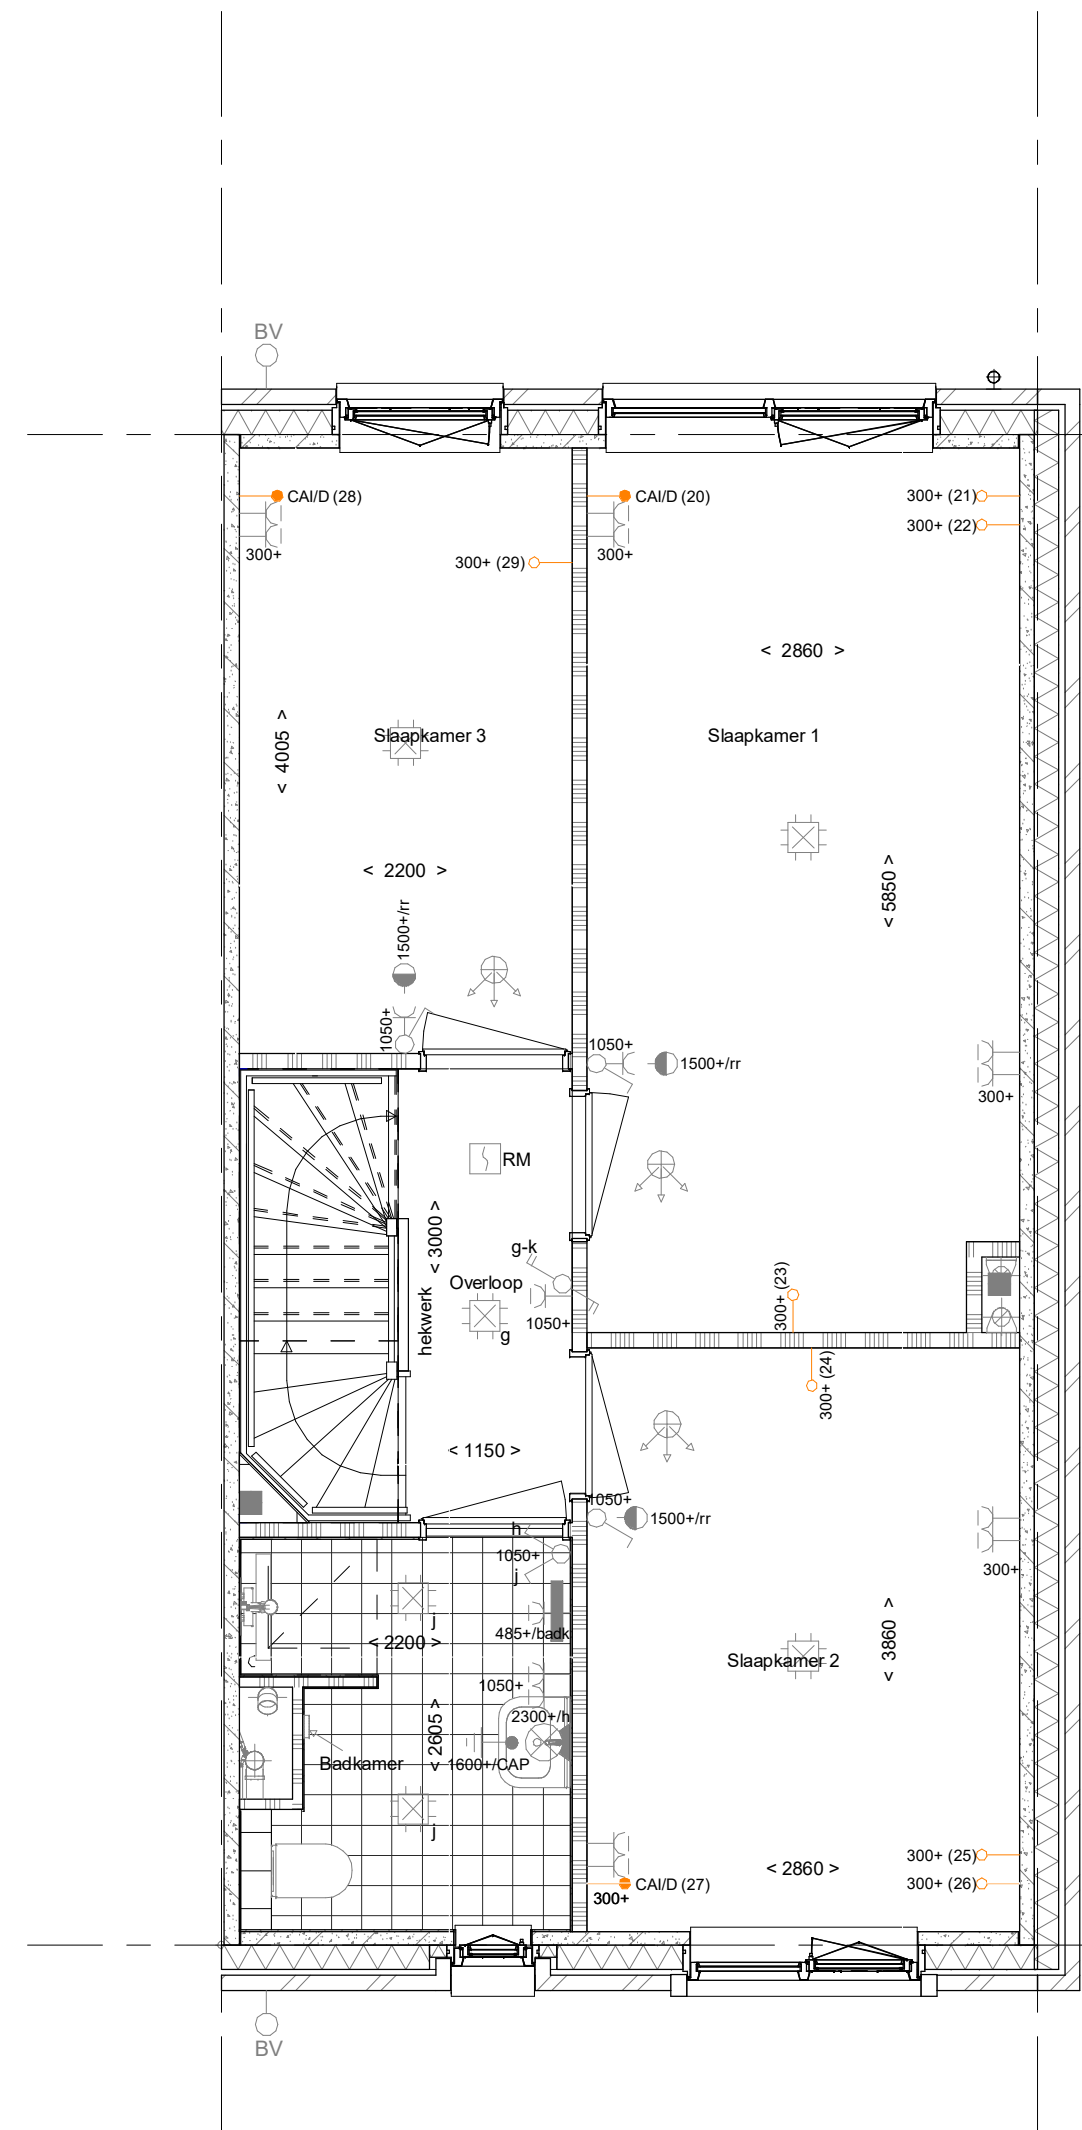 BV
CAI/D (28)
300+
300+ (29)
CAI/D (20)
300+
300+ (21)
300+ (22)
< 2860 >
Slaapkamer 3
Slaapkamer 1
< 4005 >
< 2200 >
< 5850 >
1500+/rr
1050+
1050+
1500+/rr
300+
RM
< 3000 >
g-k
Overloop
1050+
g
hekwerk
300+ (23)
300+ (24)
< 1150 >
1050+
1500+/rr
h
1050+
j
300+
j
485+/badk
< 2200 >
< 3860 >
Slaapkamer 2
1050+
2300+/h
< 2605 >
Badkamer
1600+/CAP
j
300+ (25)
< 2860 >
300+ (26)
CAI/D (27)
300+
BV